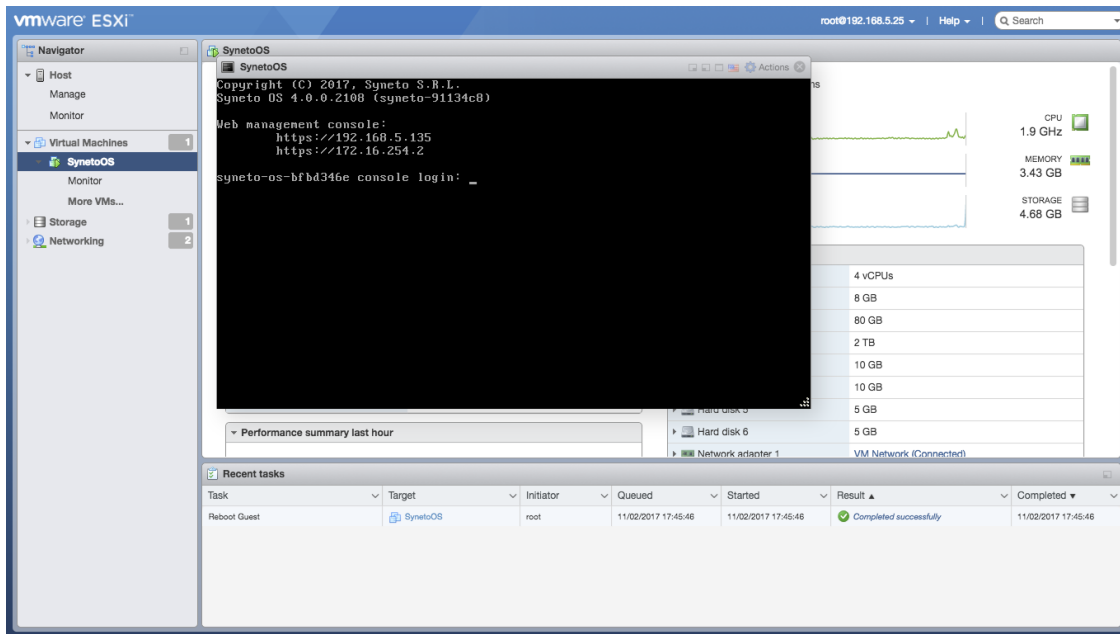 vmware ESXi™
root@192.168.5.25 | Help | Search
Navigator
Host
Manage
Monitor
Virtual Machines 1
SynetoOS
Monitor
More VMs...
Storage 1
Networking 2
SynetoOS
SynetoOS Actions
Copyright (C) 2017, Syneto S.R.L.
Syneto OS 4.0.0.2108 (syneto-91134c8)
Web management console:
https://192.168.5.135
https://172.16.254.2
syneto-os-bfbd346e console login: _
CPU
1.9 GHz
MEMORY
3.43 GB
STORAGE
4.68 GB
4 vCPUs
8 GB
80 GB
2 TB
10 GB
10 GB
Hard disk 5 5 GB
Hard disk 6 5 GB
Network adapter 1 VM Network (Connected)
Performance summary last hour
Recent tasks
Task Target Initiator Queued Started Result Completed
Reboot Guest SynetoOS root 11/02/2017 17:45:46 11/02/2017 17:45:46 Completed successfully 11/02/2017 17:45:46